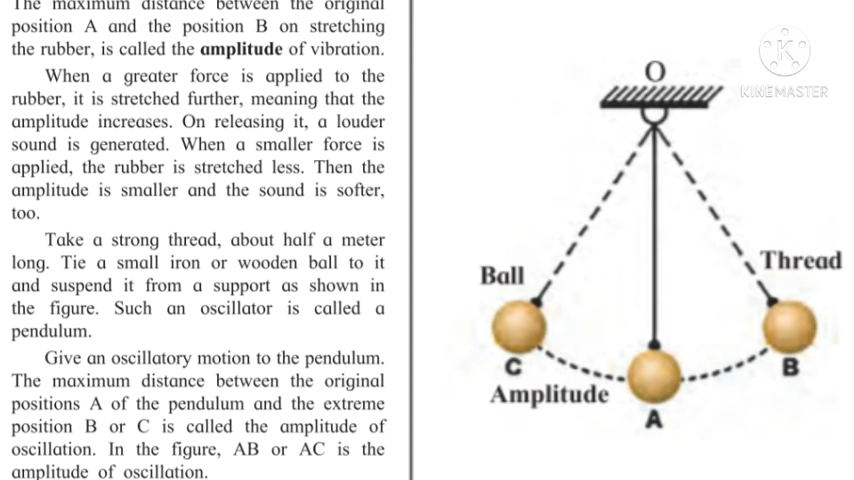 The maximum distance between the original
position A and the position B on stretching
the rubber, is called the amplitude of vibration.
When a greater force is applied to the
rubber, it is stretched further, meaning that the
amplitude increases. On releasing it, a louder
sound is generated. When a smaller force is
applied, the rubber is stretched less. Then the
amplitude is smaller and the sound is softer,
too.
Take a strong thread, about half a meter
long. Tie a small iron or wooden ball to it
and suspend it from a support as shown in
the figure. Such an oscillator is called a
pendulum.
Give an oscillatory motion to the pendulum.
The maximum distance between the original
positions A of the pendulum and the extreme
position B or C is called the amplitude of
oscillation. In the figure, AB or AC is the
amplitude of oscillation.
O
K
KINEMASTER
Ball
Thread
C
B
Amplitude
A